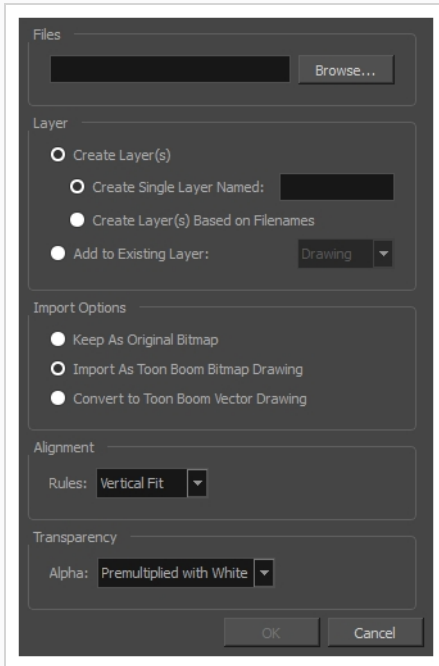 Files
Browse...
Layer
Create Layer(s)
Create Single Layer Named:
Create Layer(s) Based on Filenames
Add to Existing Layer: Drawing
Import Options
Keep As Original Bitmap
Import As Toon Boom Bitmap Drawing
Convert to Toon Boom Vector Drawing
Alignment
Rules: Vertical Fit
Transparency
Alpha: Premultiplied with White
OK Cancel